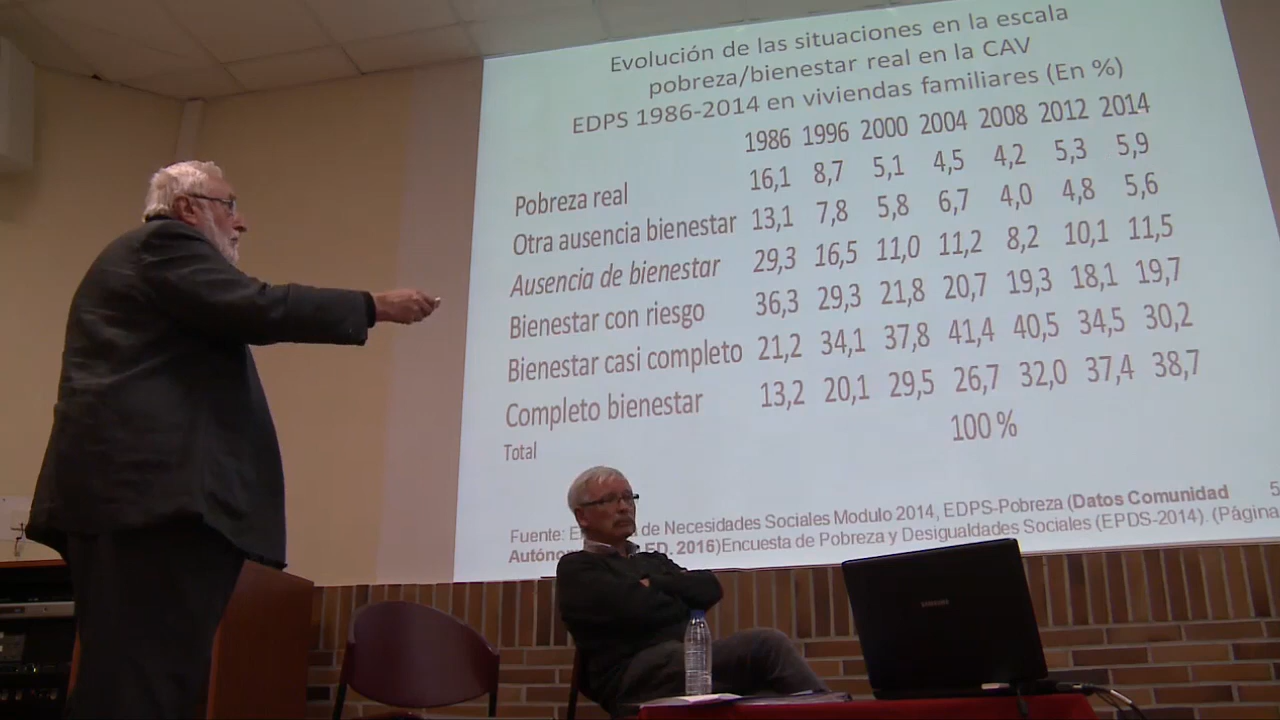 Evolución de las situaciones en la escala
pobreza/bienestar real en la CAV
EDPS 1986-2014 en viviendas familiares (En %)
1986 1996 2000 2004 2008 2012 2014
Pobreza real 16,1 8,7 5,1 4,5 4,2 5,3 5,9
Otra ausencia bienestar 13,1 7,8 5,8 6,7 4,0 4,8 5,6
Ausencia de bienestar 29,3 16,5 11,0 11,2 8,2 10,1 11,5
Bienestar con riesgo 36,3 29,3 21,8 20,7 19,3 18,1 19,7
Bienestar casi completo 21,2 34,1 37,8 41,4 40,5 34,5 30,2
Completo bienestar 13,2 20,1 29,5 26,7 32,0 37,4 38,7
Total 100 %
5
Fuente: de Necesidades Sociales Modulo 2014, EDPS-Pobreza (Datos Comunidad
ED. 2016)Encuesta de Pobreza y Desigualdades Sociales (EPDS-2014). (Página
SAMSUNG